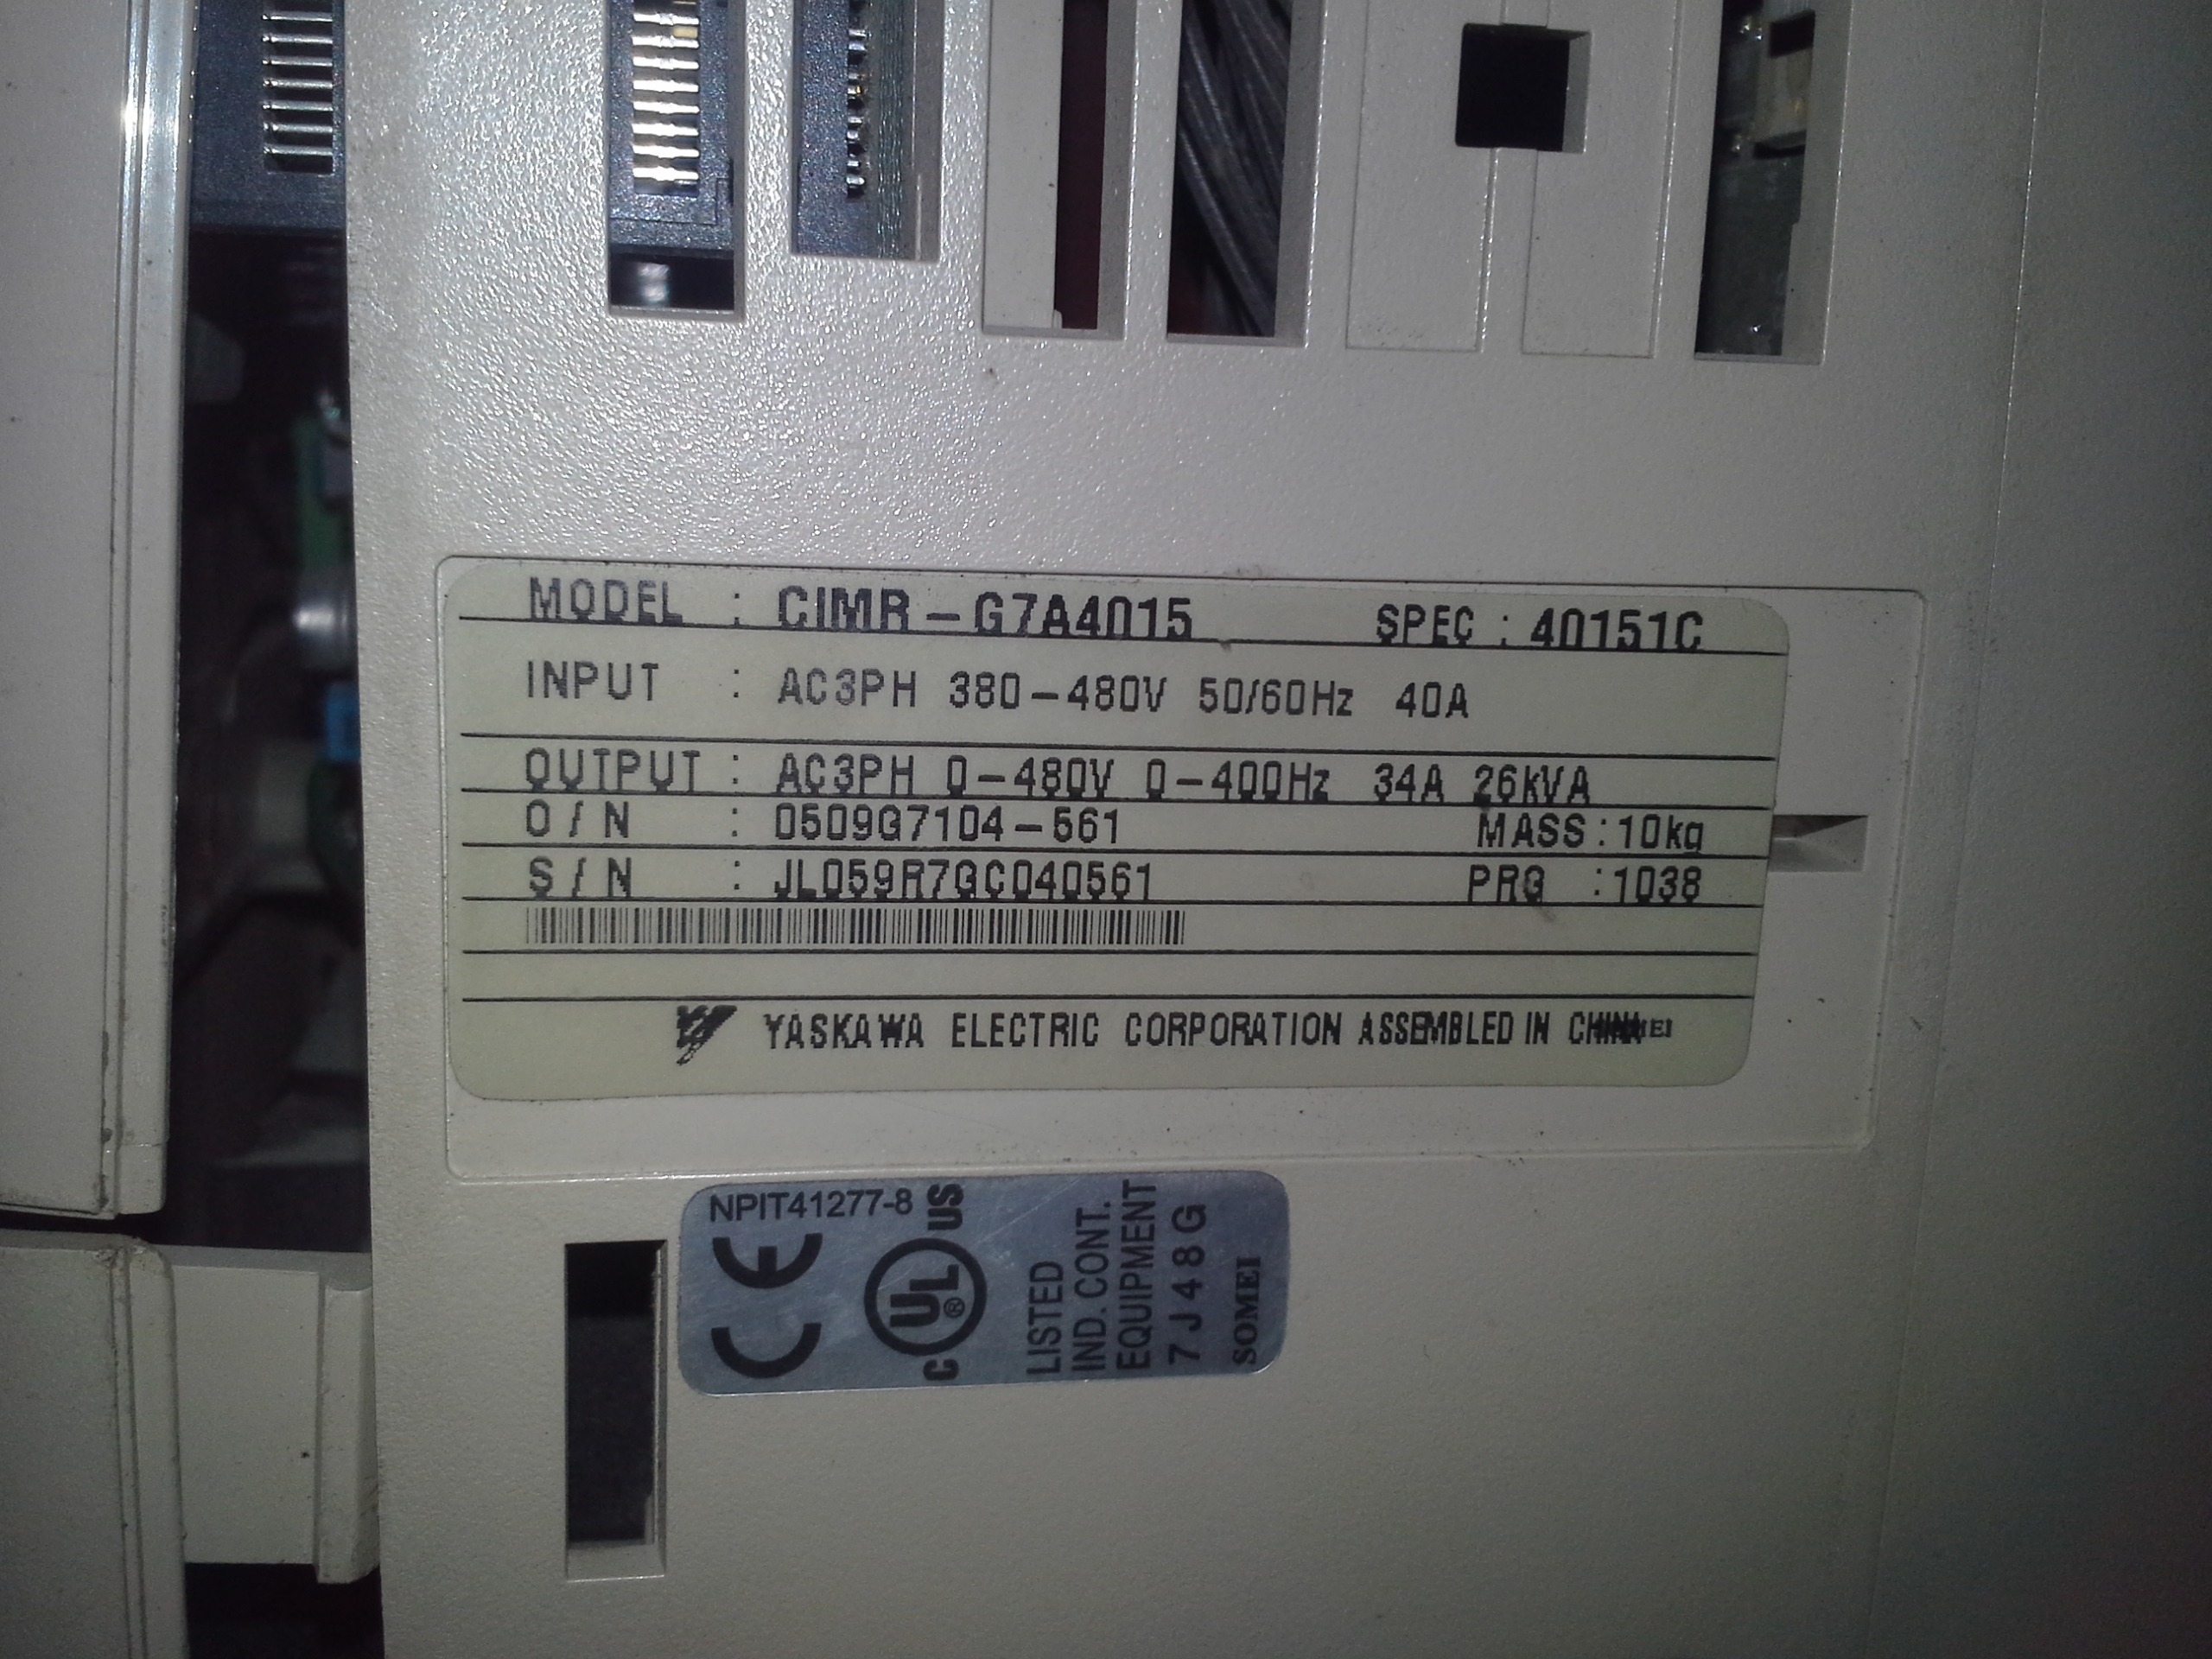 MODEL : CIMR-G7A4015 SPEC : 40151C
INPUT : AC3PH 380-480V 50/60Hz 40A
OUTPUT : AC3PH 0-480V 0-400Hz 34A 26kVA
O/N : 0509G7104-561 MASS : 10kg
S/N : JL059R7GC040561 PRG : 1038
YASKAWA ELECTRIC CORPORATION ASSEMBLED IN CHINA
NPIT41277-8
CE
C UL ® US
LISTED
IND. CONT.
EQUIPMENT
7J48G
SOMEI